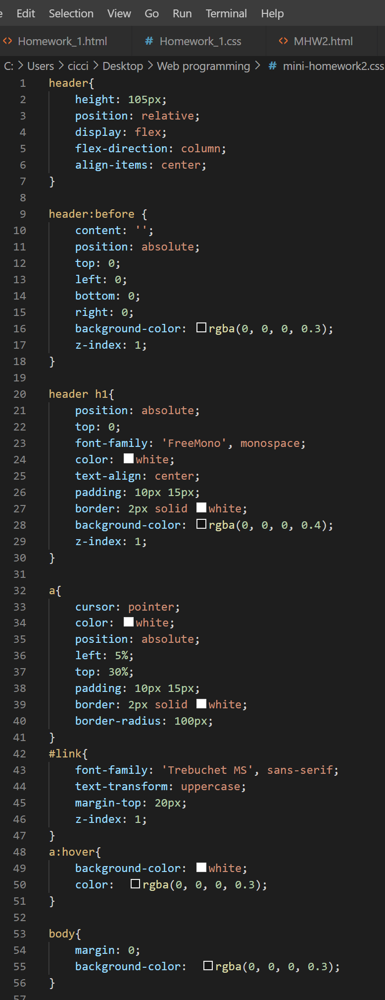 e Edit Selection View Go Run Terminal Help
<> Homework_1.html # Homework_1.css <> MHW2.html
C: > Users > cicci > Desktop > Web programming > # mini-homework2.css
1 header{
2 height: 105px;
3 position: relative;
4 display: flex;
5 flex-direction: column;
6 align-items: center;
7 }
8
9 header:before {
10 content: '';
11 position: absolute;
12 top: 0;
13 left: 0;
14 bottom: 0;
15 right: 0;
16 background-color: rgba(0, 0, 0, 0.3);
17 z-index: 1;
18 }
19
20 header h1{
21 position: absolute;
22 top: 0;
23 font-family: 'FreeMono', monospace;
24 color: white;
25 text-align: center;
26 padding: 10px 15px;
27 border: 2px solid white;
28 background-color: rgba(0, 0, 0, 0.4);
29 z-index: 1;
30 }
31
32 a{
33 cursor: pointer;
34 color: white;
35 position: absolute;
36 left: 5%;
37 top: 30%;
38 padding: 10px 15px;
39 border: 2px solid white;
40 border-radius: 100px;
41 }
42 #link{
43 font-family: 'Trebuchet MS', sans-serif;
44 text-transform: uppercase;
45 margin-top: 20px;
46 z-index: 1;
47 }
48 a:hover{
49 background-color: white;
50 color: rgba(0, 0, 0, 0.3);
51 }
52
53 body{
54 margin: 0;
55 background-color: rgba(0, 0, 0, 0.3);
56 }
57